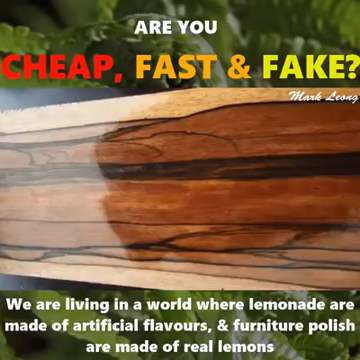 ARE YOU
CHEAP, FAST & FAKE?
Mark Leong
We are living in a world where lemonade are
made of artificial flavours, & furniture polish
are made of real lemons